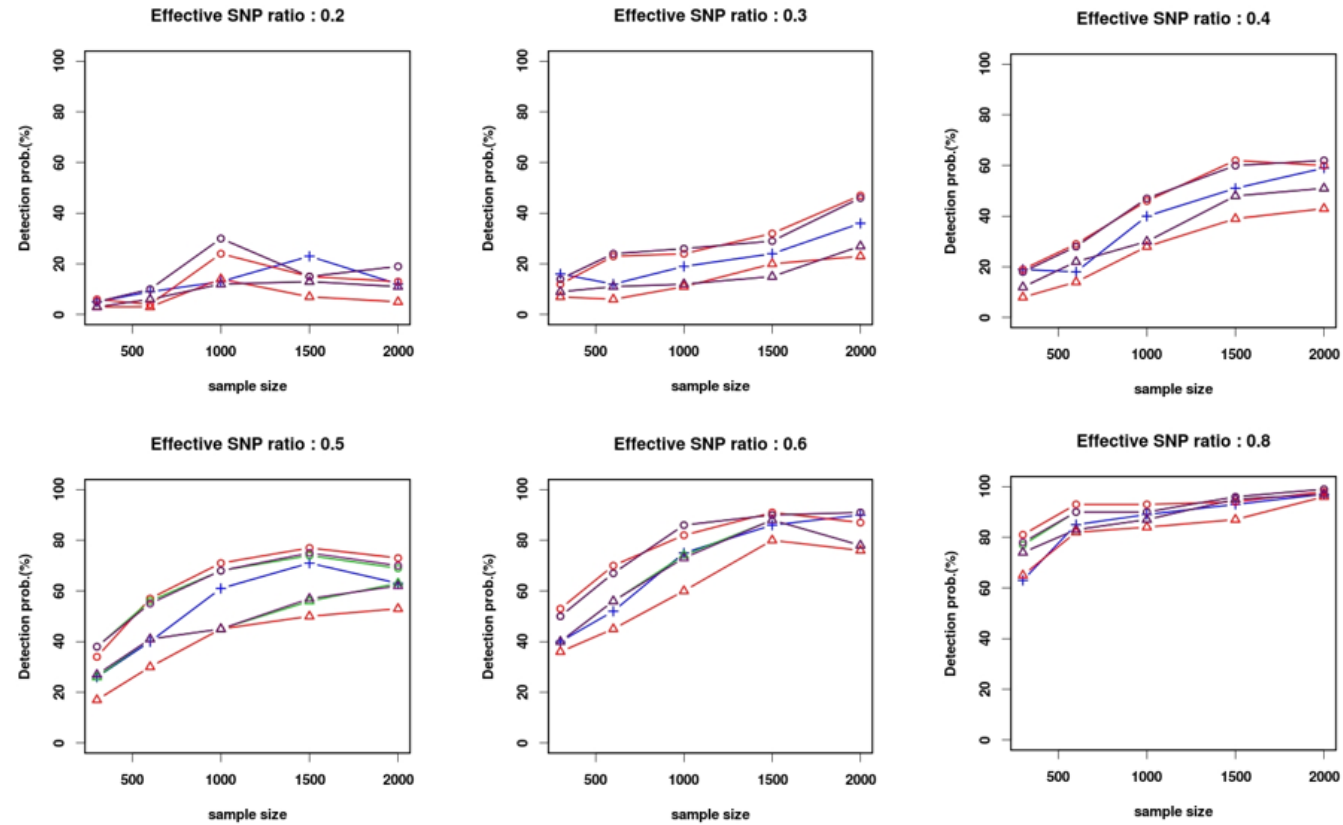 Effective SNP ratio : 0.2
Detection prob.(%)
0 20 40 60 80 100
500 1000 1500 2000
sample size
Effective SNP ratio : 0.3
Detection prob.(%)
0 20 40 60 80 100
500 1000 1500 2000
sample size
Effective SNP ratio : 0.4
Detection prob.(%)
0 20 40 60 80 100
500 1000 1500 2000
sample size
Effective SNP ratio : 0.5
Detection prob.(%)
0 20 40 60 80 100
500 1000 1500 2000
sample size
Effective SNP ratio : 0.6
Detection prob.(%)
0 20 40 60 80 100
500 1000 1500 2000
sample size
Effective SNP ratio : 0.8
Detection prob.(%)
0 20 40 60 80 100
500 1000 1500 2000
sample size